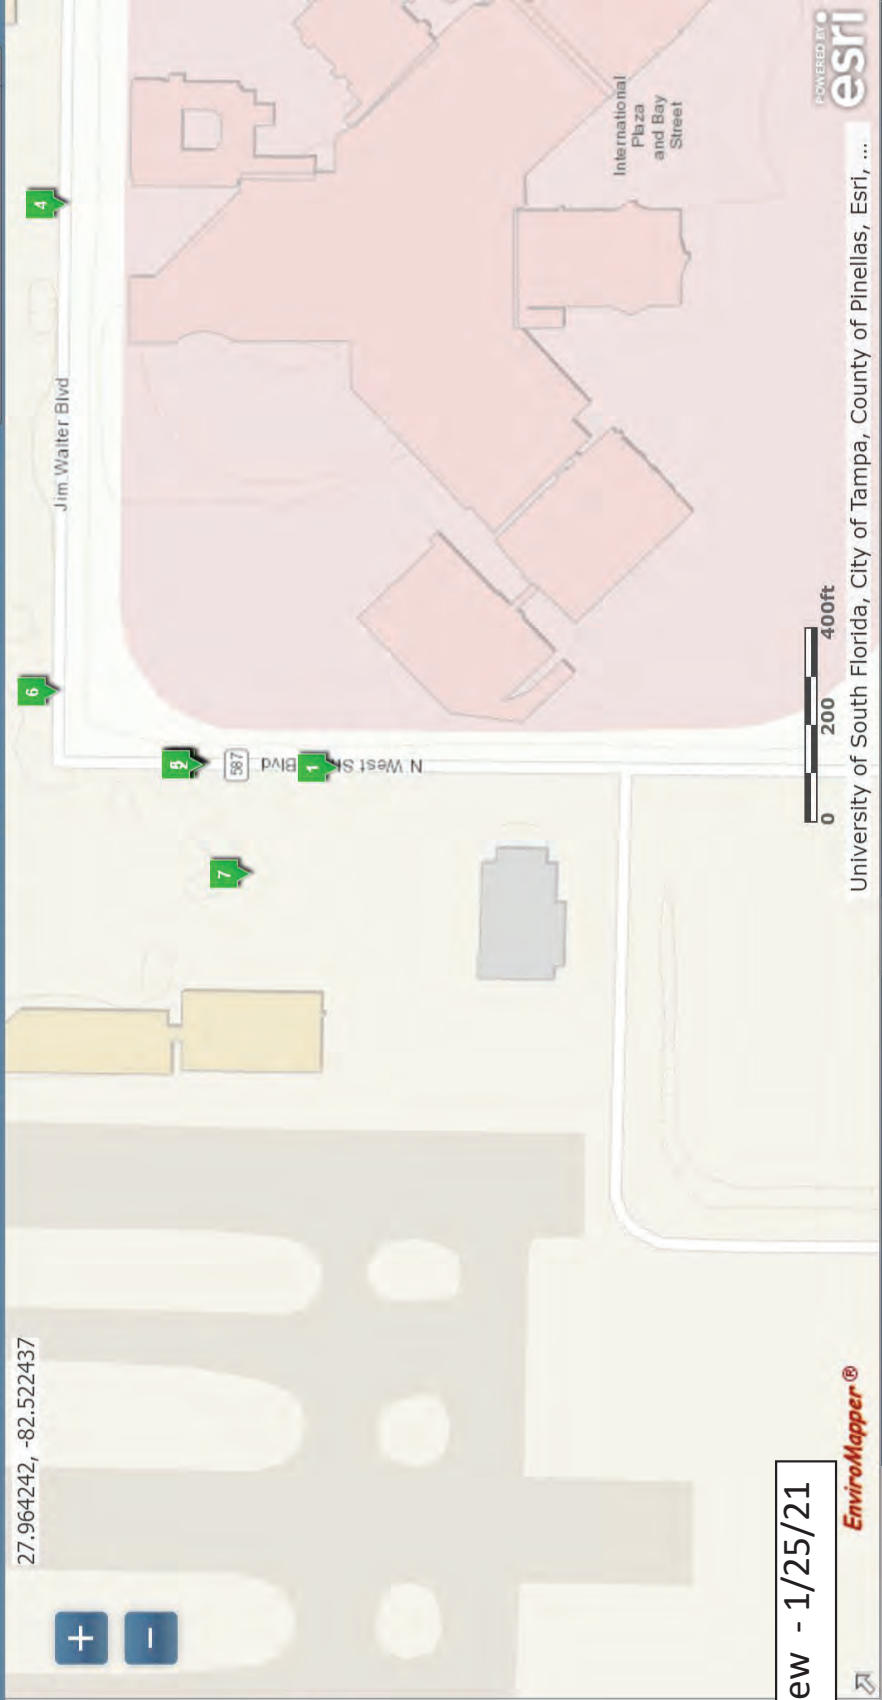 27.964242, -82.522437
+
−
6
Jim Walter Blvd
4
587
Blvd
1
N West
7
International
Plaza
and Bay
Street
0 200 400ft
POWERED BY
esri
University of South Florida, City of Tampa, County of Pinellas, Esri, ...
ew - 1/25/21
EnviroMapper®